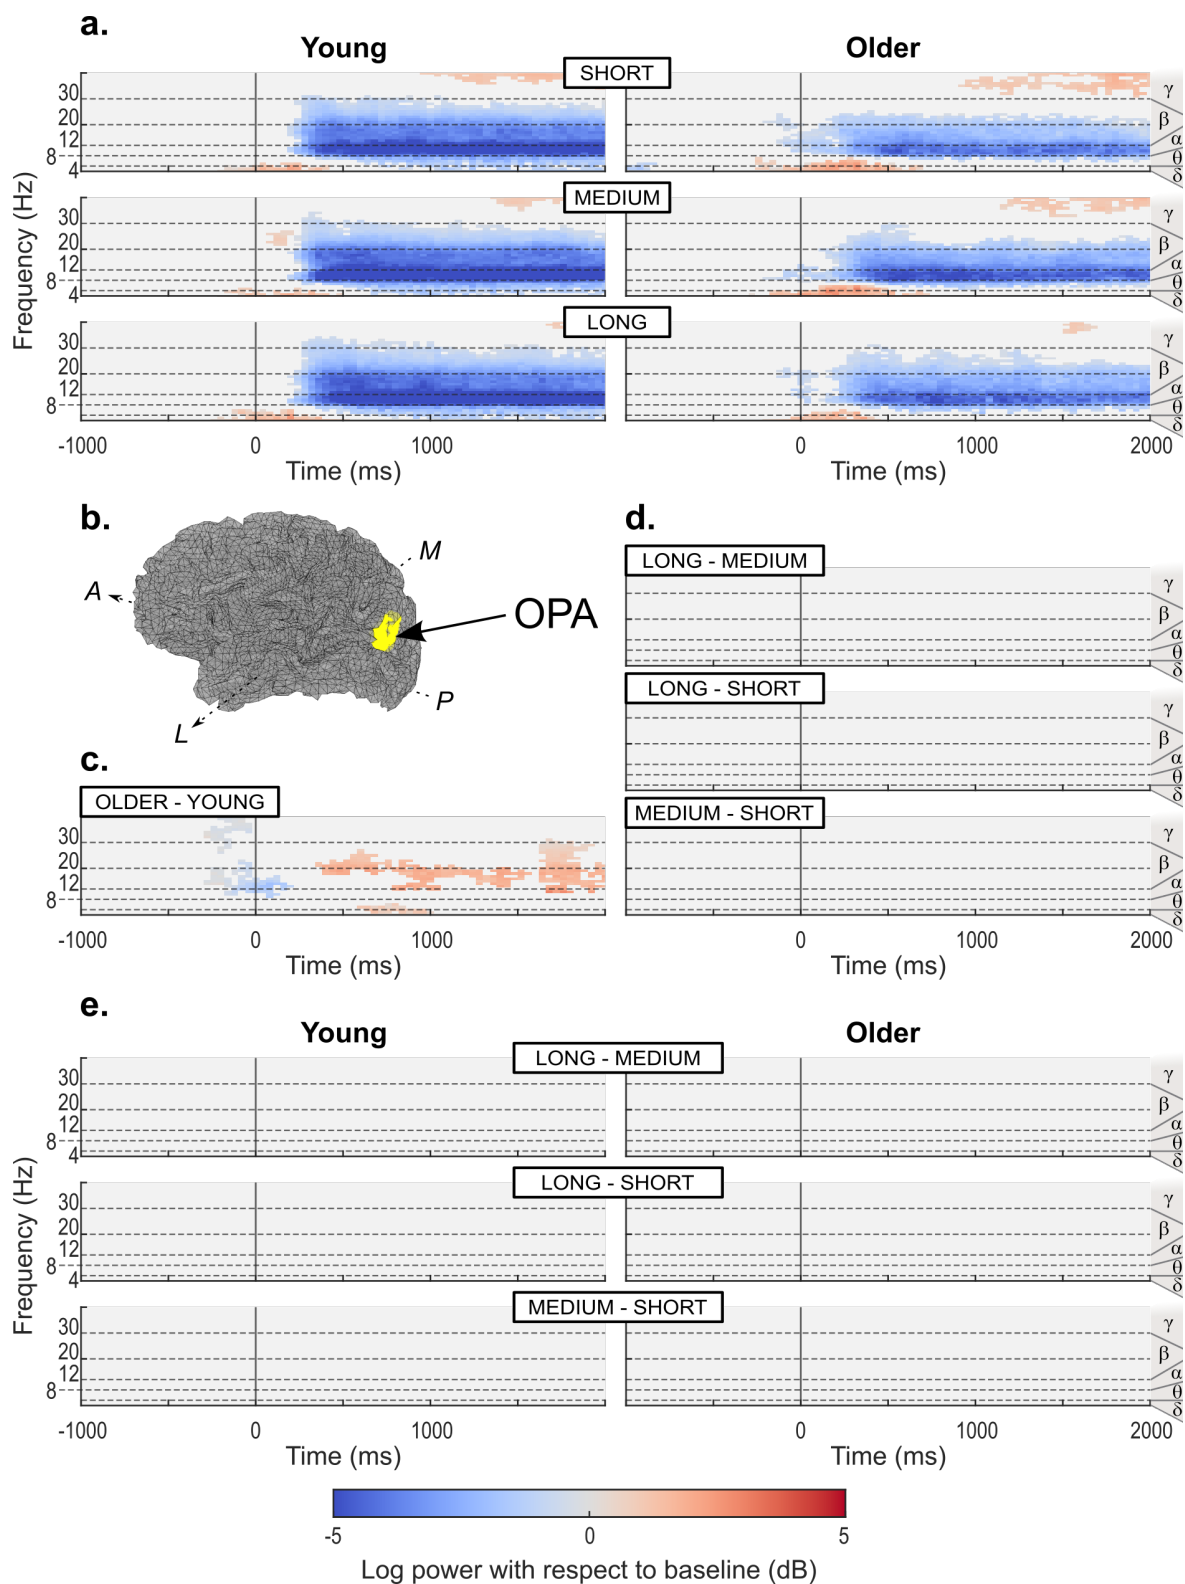 a.
Young
Older
SHORT
30
20
12
8
4
γ
β
α
θ
δ
MEDIUM
30
20
12
8
4
γ
β
α
θ
δ
Frequency (Hz)
LONG
30
20
12
8
γ
β
α
θ
δ
-1000 0 1000
0 1000 2000
Time (ms)
Time (ms)
b.
A
M
OPA
P
L
c.
OLDER - YOUNG
30
20
12
8
-1000 0 1000
Time (ms)
d.
LONG - MEDIUM
γ
β
α
θ
δ
LONG - SHORT
γ
β
α
θ
δ
MEDIUM - SHORT
γ
β
α
θ
δ
0 1000 2000
Time (ms)
e.
Young
Older
LONG - MEDIUM
30
20
12
8
4
γ
β
α
θ
δ
LONG - SHORT
30
20
12
8
4
γ
β
α
θ
δ
Frequency (Hz)
MEDIUM - SHORT
30
20
12
8
γ
β
α
θ
δ
-1000 0 1000
0 1000 2000
Time (ms)
Time (ms)
-5 0 5
Log power with respect to baseline (dB)